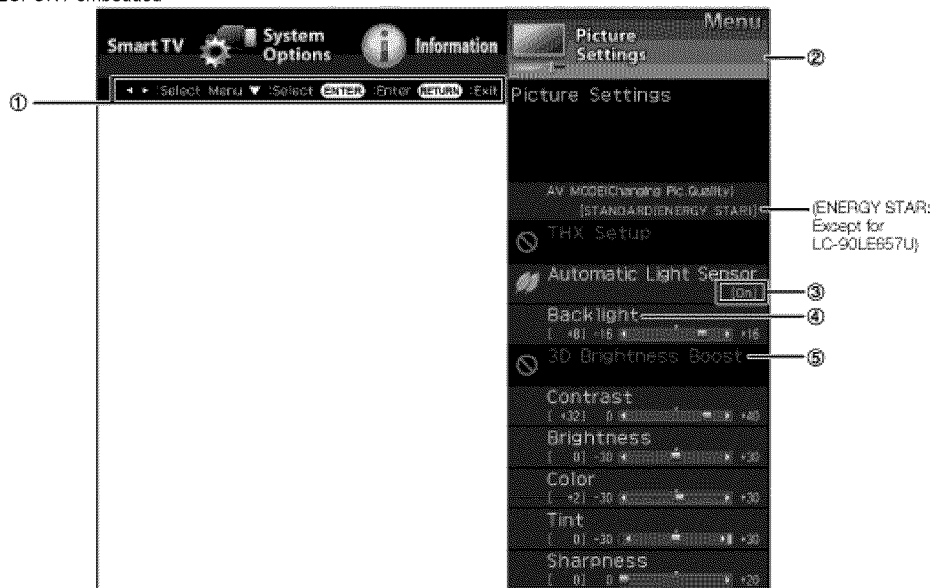 Smart TV
System
Options
Information
Menu
Picture
Settings
②
①
:Select Menu :Select ENTER :Enter RETURN :Exit
Picture Settings
AV MODE(Changing Pic Quality)
[STANDARD(ENERGY STAR)]
(ENERGY STAR:
Except for
LC-90LE657U)
THX Setup
Automatic Light Sensor
[On]
③
Backlight
④
[ +8] -16 +16
3D Brightness Boost
⑤
Contrast
[ +32] 0 +40
Brightness
[ 0] -30 +30
Color
[ +2] -30 +30
Tint
[ 0] -30 +30
Sharpness
[ 0] 0 +20